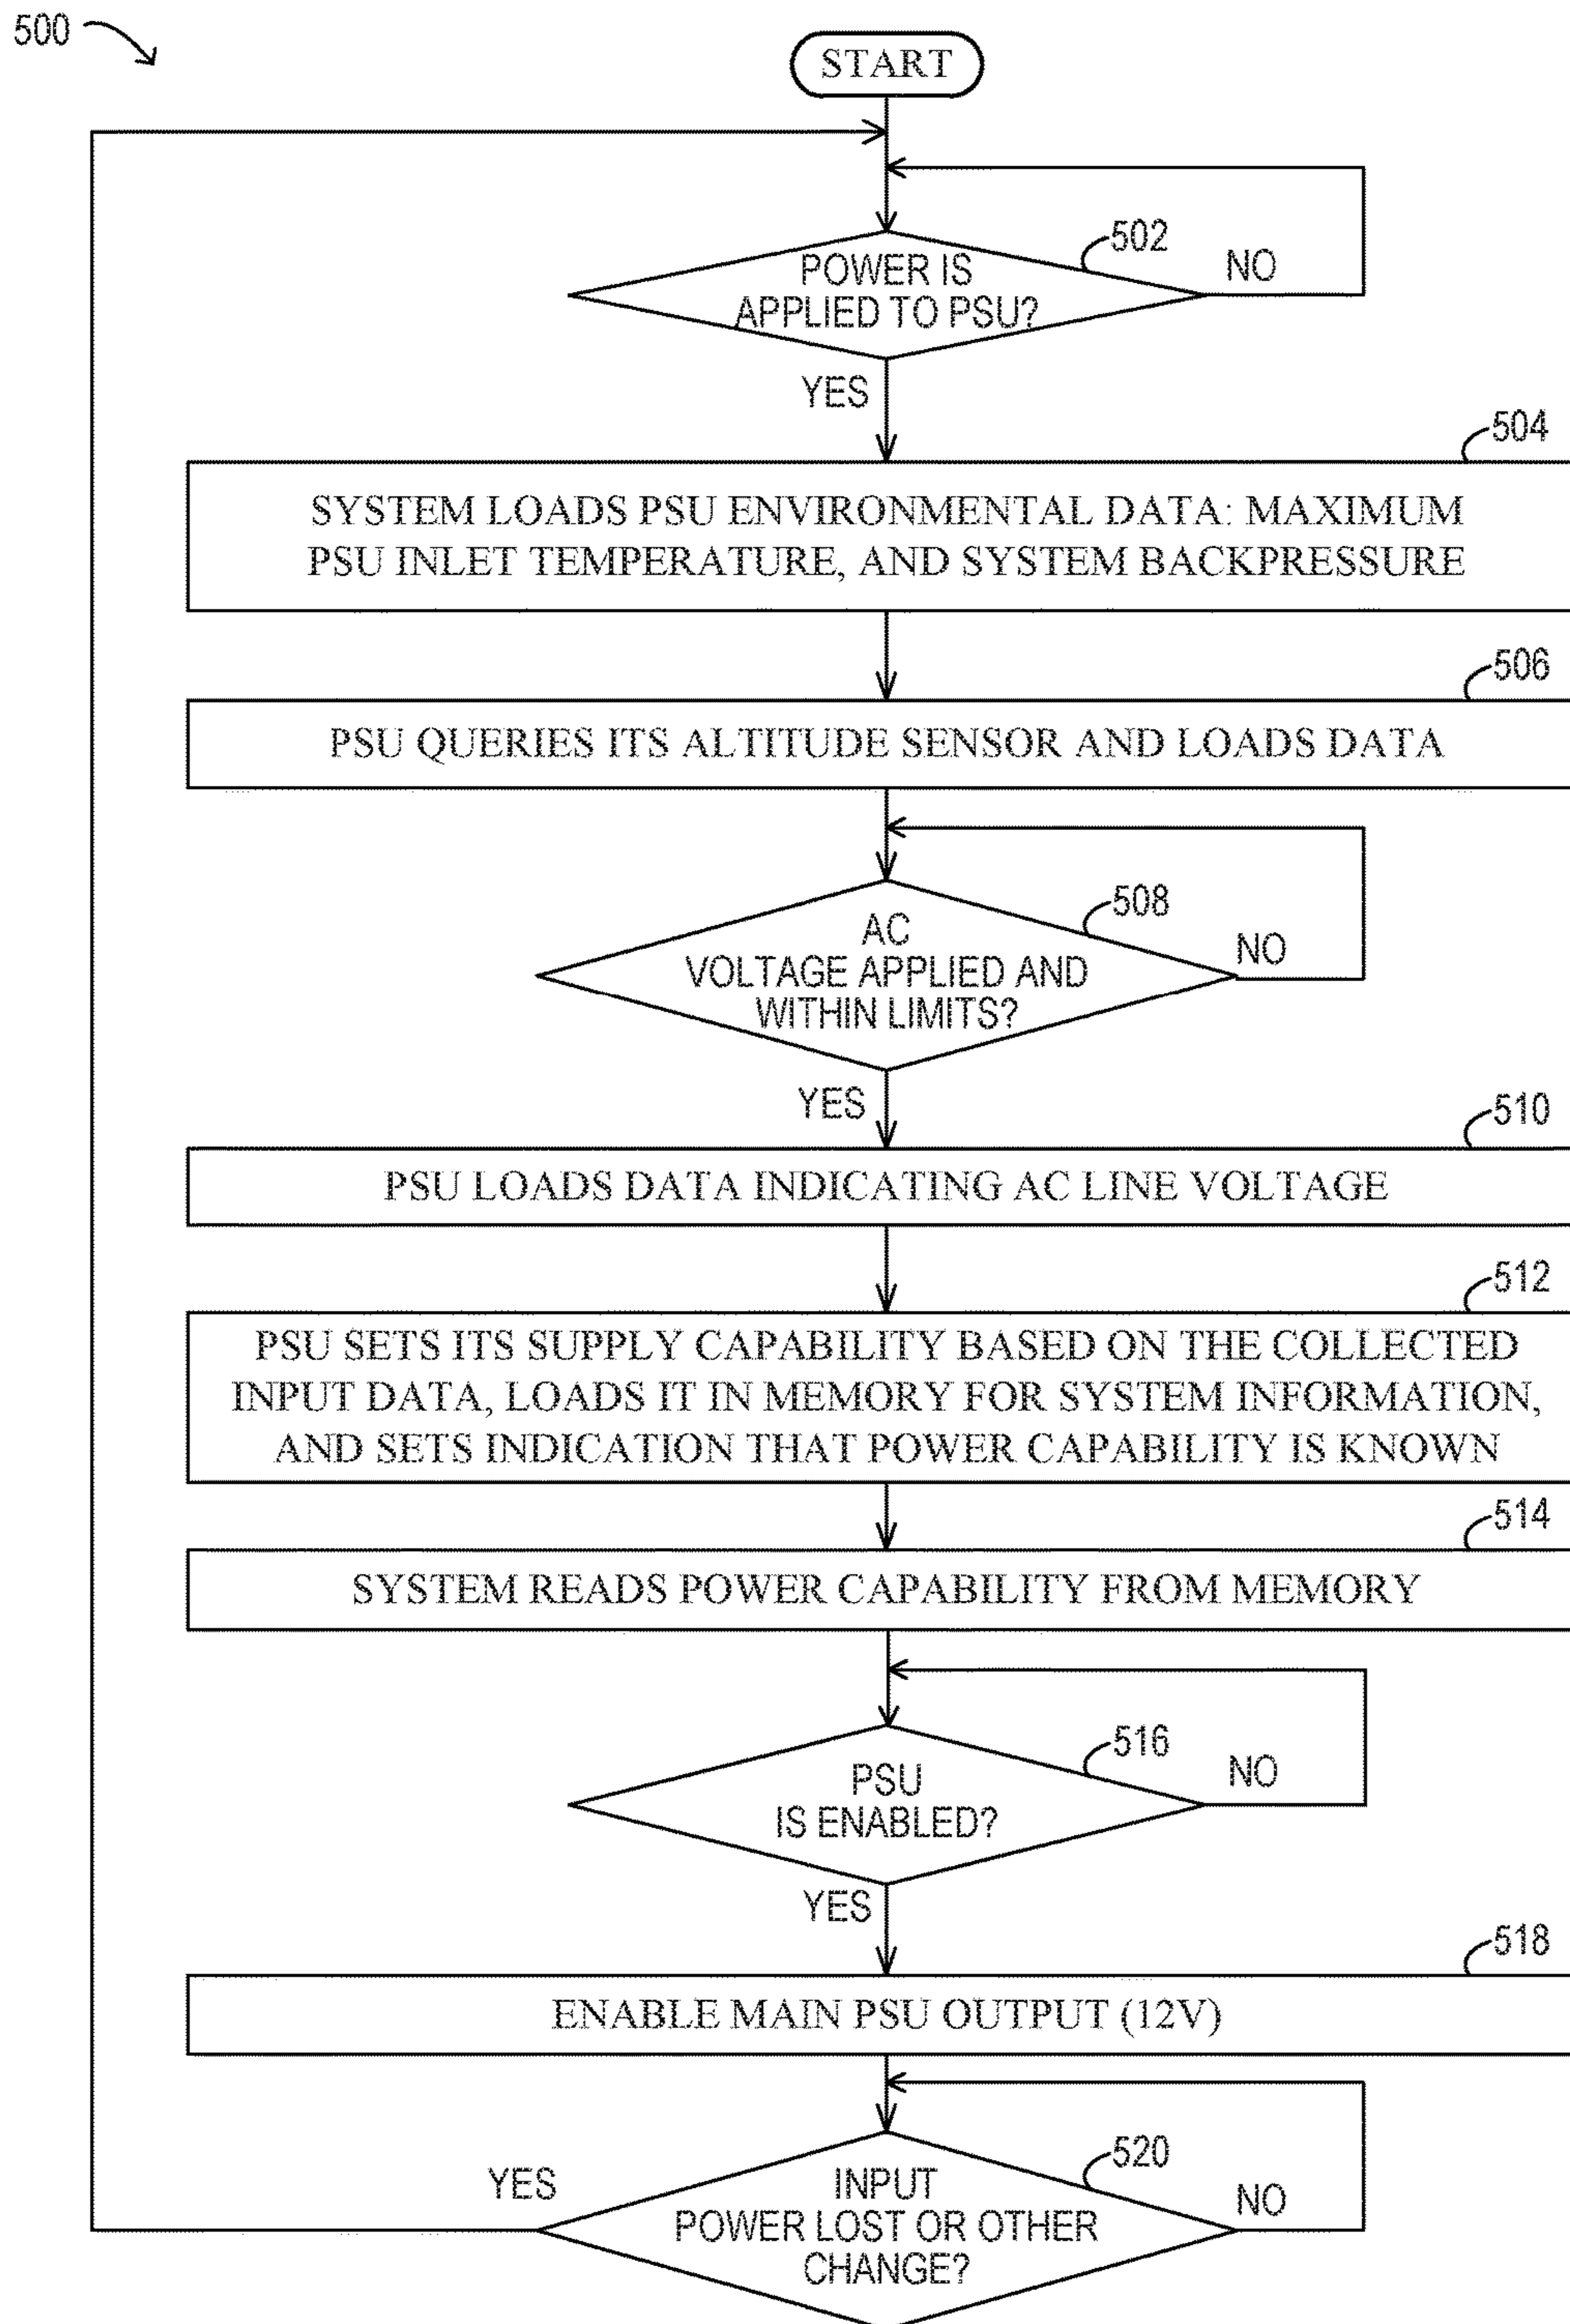 500
START
502
POWER IS
APPLIED TO PSU?
NO
YES
504
SYSTEM LOADS PSU ENVIRONMENTAL DATA: MAXIMUM
PSU INLET TEMPERATURE, AND SYSTEM BACKPRESSURE
506
PSU QUERIES ITS ALTITUDE SENSOR AND LOADS DATA
508
AC
VOLTAGE APPLIED AND
WITHIN LIMITS?
NO
YES
510
PSU LOADS DATA INDICATING AC LINE VOLTAGE
512
PSU SETS ITS SUPPLY CAPABILITY BASED ON THE COLLECTED
INPUT DATA, LOADS IT IN MEMORY FOR SYSTEM INFORMATION,
AND SETS INDICATION THAT POWER CAPABILITY IS KNOWN
514
SYSTEM READS POWER CAPABILITY FROM MEMORY
516
PSU
IS ENABLED?
NO
YES
518
ENABLE MAIN PSU OUTPUT (12V)
520
YES
INPUT
POWER LOST OR OTHER
CHANGE?
NO